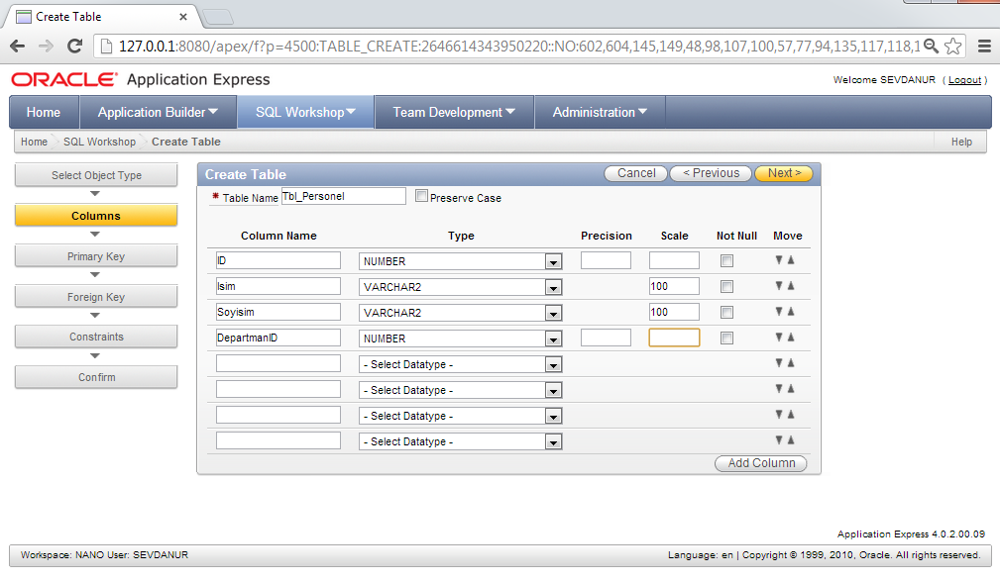 Create Table
127.0.0.1:8080/apex/f?p=4500:TABLE_CREATE:2646614343950220::NO:602,604,145,149,48,98,107,100,57,77,94,135,117,118,1
ORACLE® Application Express
Welcome SEVDANUR ( Logout )
Home Application Builder SQL Workshop Team Development Administration
Home SQL Workshop Create Table Help
Select Object Type
Columns
Primary Key
Foreign Key
Constraints
Confirm
Create Table Cancel < Previous Next >
* Table Name Tbl_Personel Preserve Case
Column Name Type Precision Scale Not Null Move
ID NUMBER
Isim VARCHAR2 100
Soyisim VARCHAR2 100
DepartmanID NUMBER
- Select Datatype -
- Select Datatype -
- Select Datatype -
- Select Datatype -
Add Column
Application Express 4.0.2.00.09
Workspace: NANO User: SEVDANUR Language: en | Copyright © 1999, 2010, Oracle. All rights reserved.